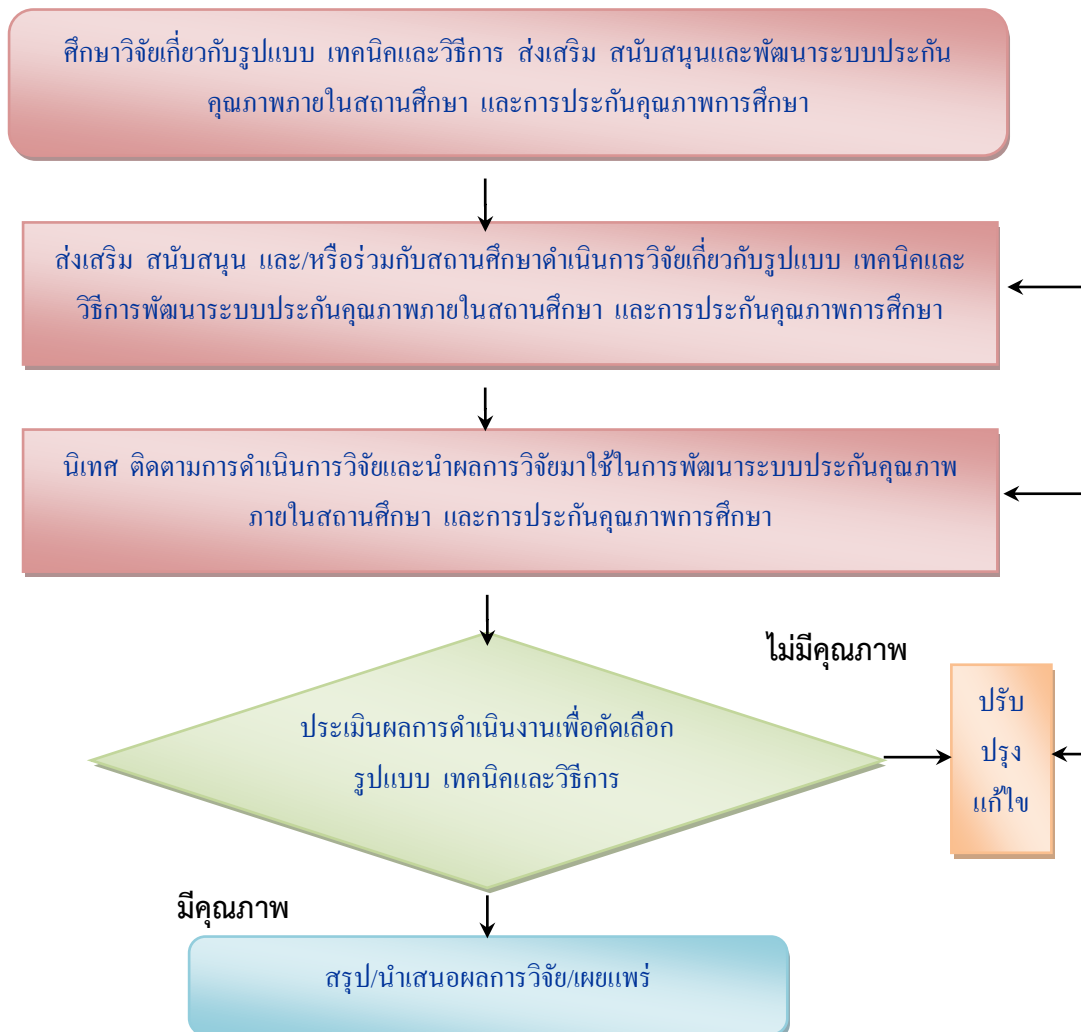 ศึกษาวิจัยเกี่ยวกับรูปแบบ เทคนิคและวิธีการ ส่งเสริม สนับสนุนและพัฒนาระบบประกัน
คุณภาพภายในสถานศึกษา และการประกันคุณภาพการศึกษา
ส่งเสริม สนับสนุน และ/หรือร่วมกับสถานศึกษาดำเนินการวิจัยเกี่ยวกับรูปแบบ เทคนิคและ
วิธีการพัฒนาระบบประกันคุณภาพภายในสถานศึกษา และการประกันคุณภาพการศึกษา
นิเทศ ติดตามการดำเนินการวิจัยและนำผลการวิจัยมาใช้ในการพัฒนาระบบประกันคุณภาพ
ภายในสถานศึกษา และการประกันคุณภาพการศึกษา
ไม่มีคุณภาพ
ประเมินผลการดำเนินงานเพื่อคัดเลือก
รูปแบบ เทคนิคและวิธีการ
ปรับ
ปรุง
แก้ไข
มีคุณภาพ
สรุป/นำเสนอผลการวิจัย/เผยแพร่